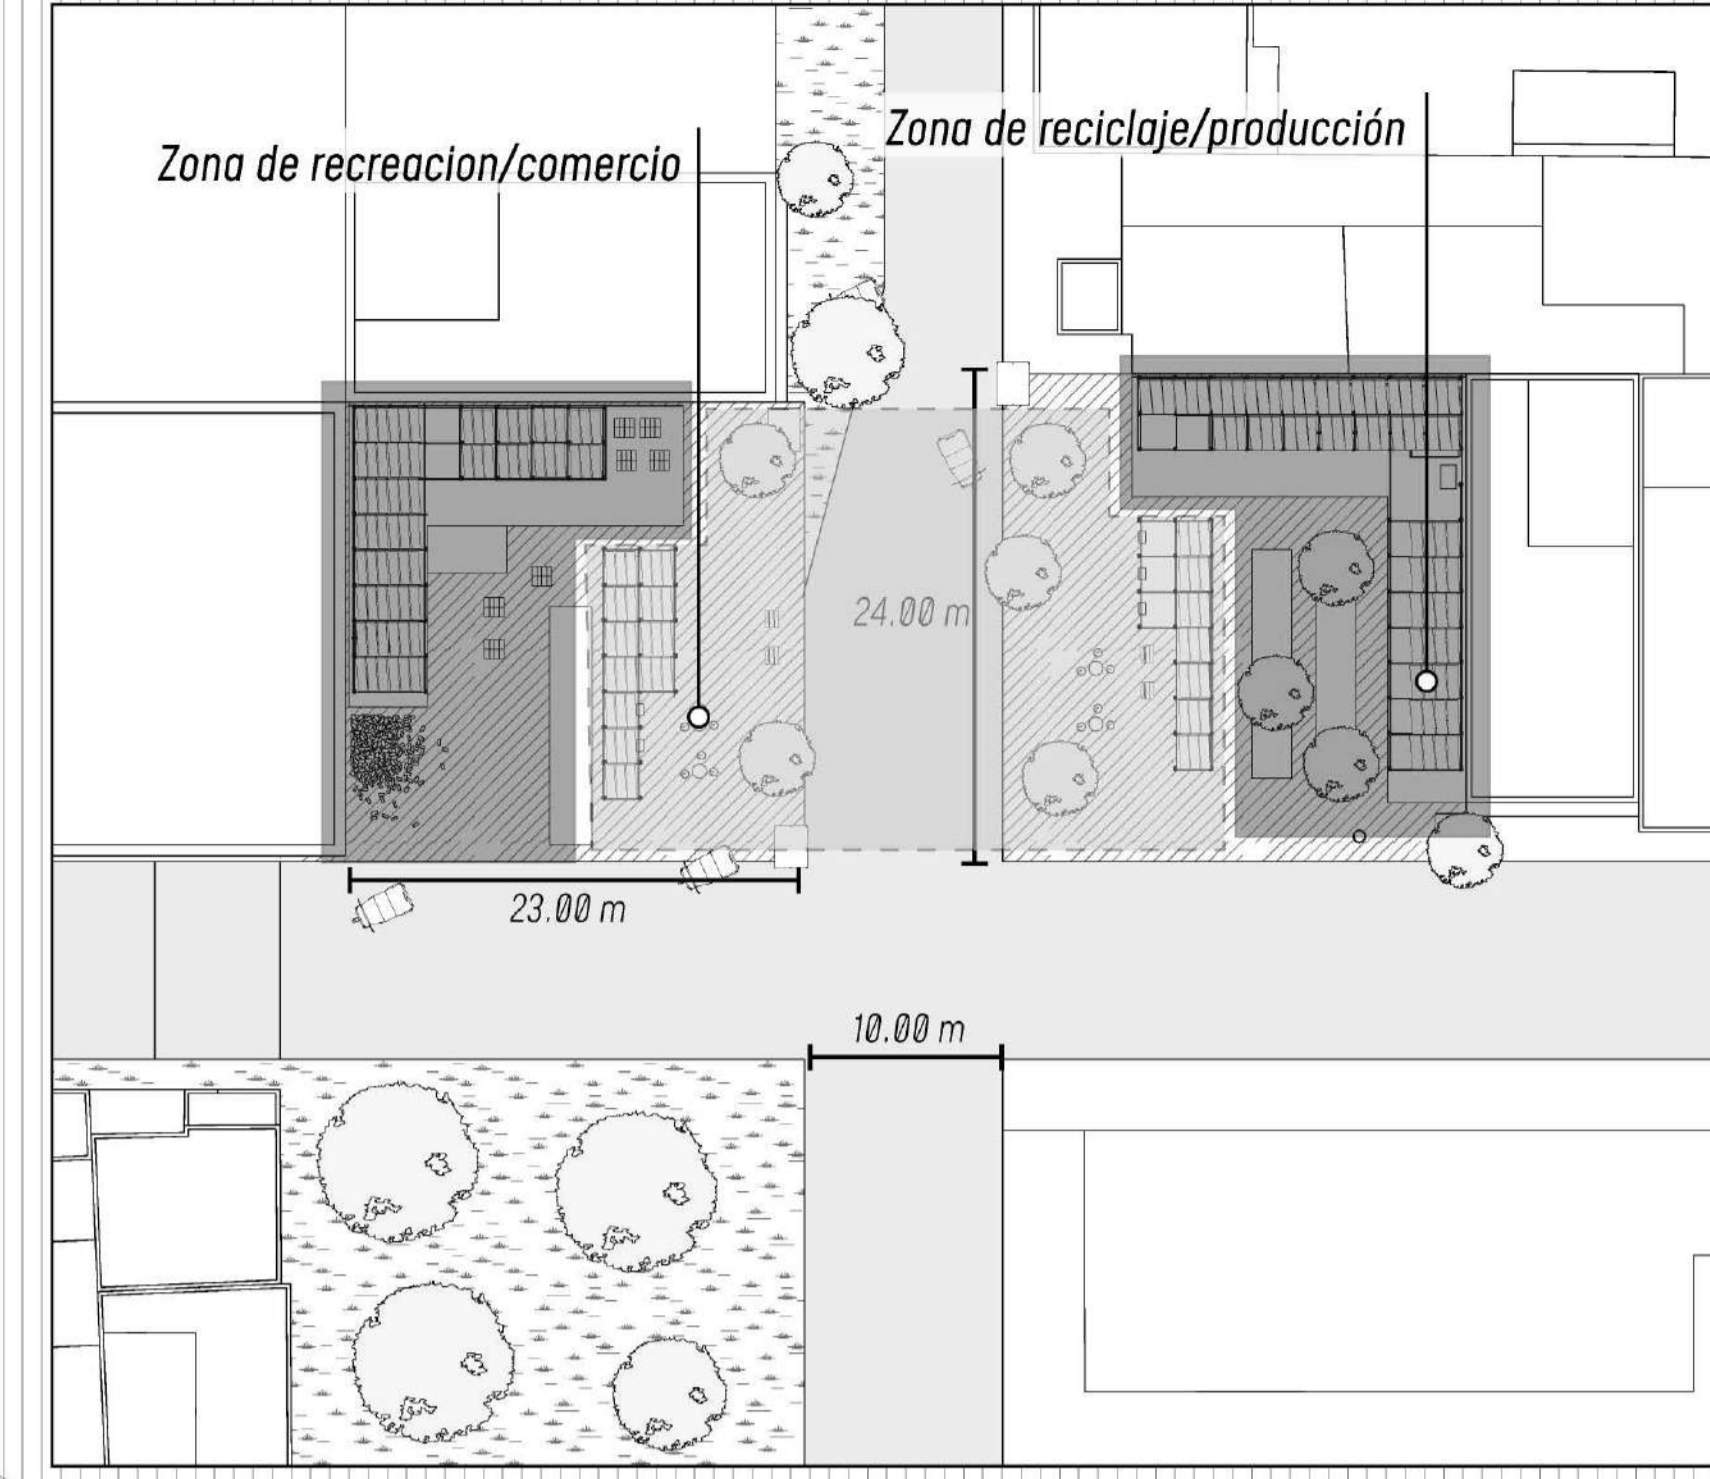 Zona de reciclaje/producción
Zona de recreacion/comercio
24.00 m
23.00 m
10.00 m